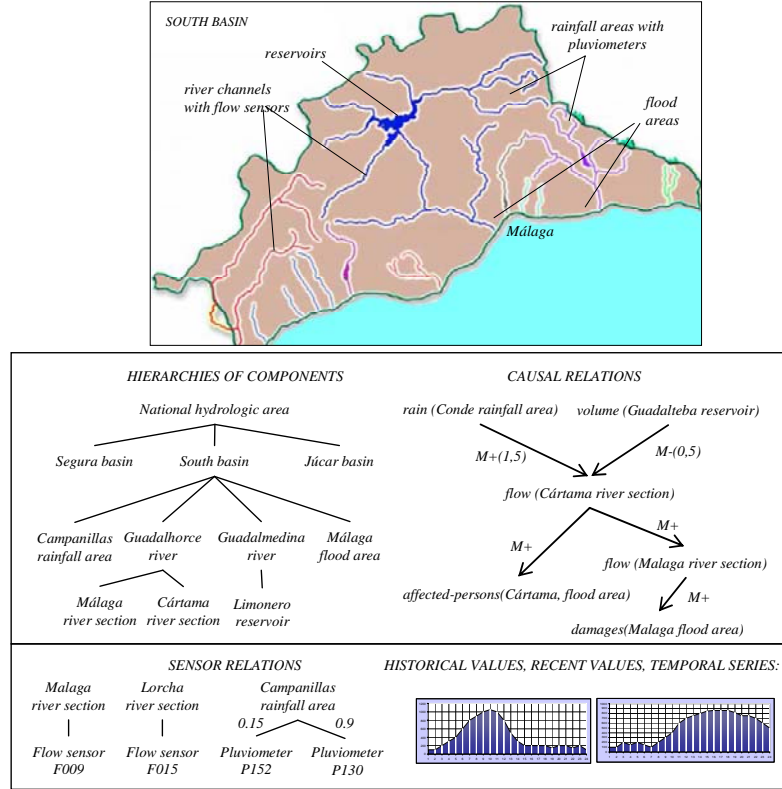 SOUTH BASIN
reservoirs
rainfall areas with
pluviometers
river channels
with flow sensors
flood
areas
Málaga
HIERARCHIES OF COMPONENTS
National hydrologic area
Segura basin
South basin
Júcar basin
Campanillas
rainfall area
Guadalhorce
river
Guadalmedina
river
Málaga
flood area
Málaga
river section
Cártama
river section
Limonero
reservoir
CAUSAL RELATIONS
rain (Conde rainfall area)
volume (Guadalteba reservoir)
M+(1,5)
M-(0,5)
flow (Cártama river section)
M+
M+
flow (Malaga river section)
affected-persons(Cártama, flood area)
M+
damages(Malaga flood area)
SENSOR RELATIONS
Malaga
river section
Lorcha
river section
Campanillas
rainfall area
0.15
0.9
Flow sensor
F009
Flow sensor
F015
Pluviometer
P152
Pluviometer
P130
HISTORICAL VALUES, RECENT VALUES, TEMPORAL SERIES: